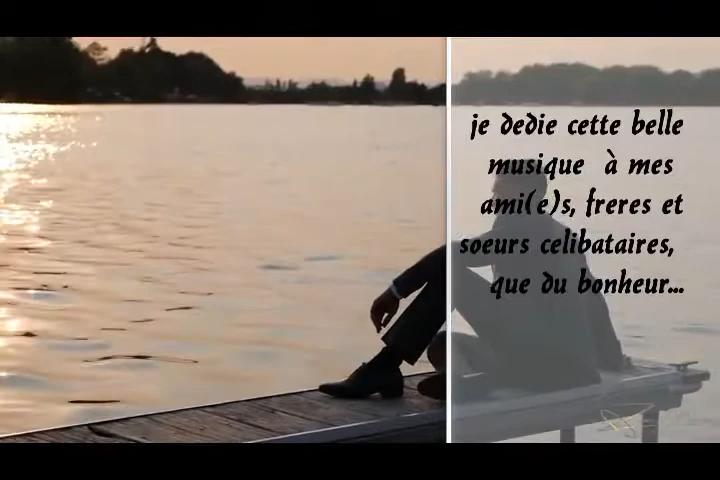 je dedie cette belle
musique à mes
ami(e)s, freres et
soeurs celibataires,
que du bonheur...